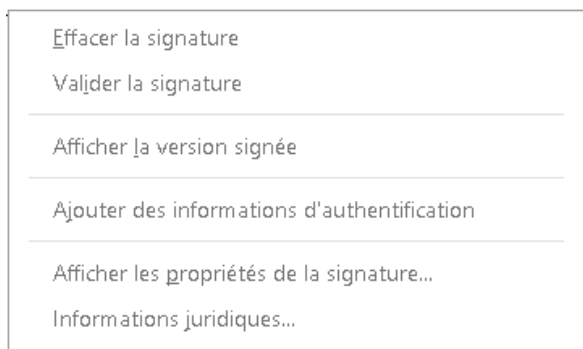 Effacer la signature
Valider la signature
Afficher la version signée
Ajouter des informations d'authentification
Afficher les propriétés de la signature...
Informations juridiques...